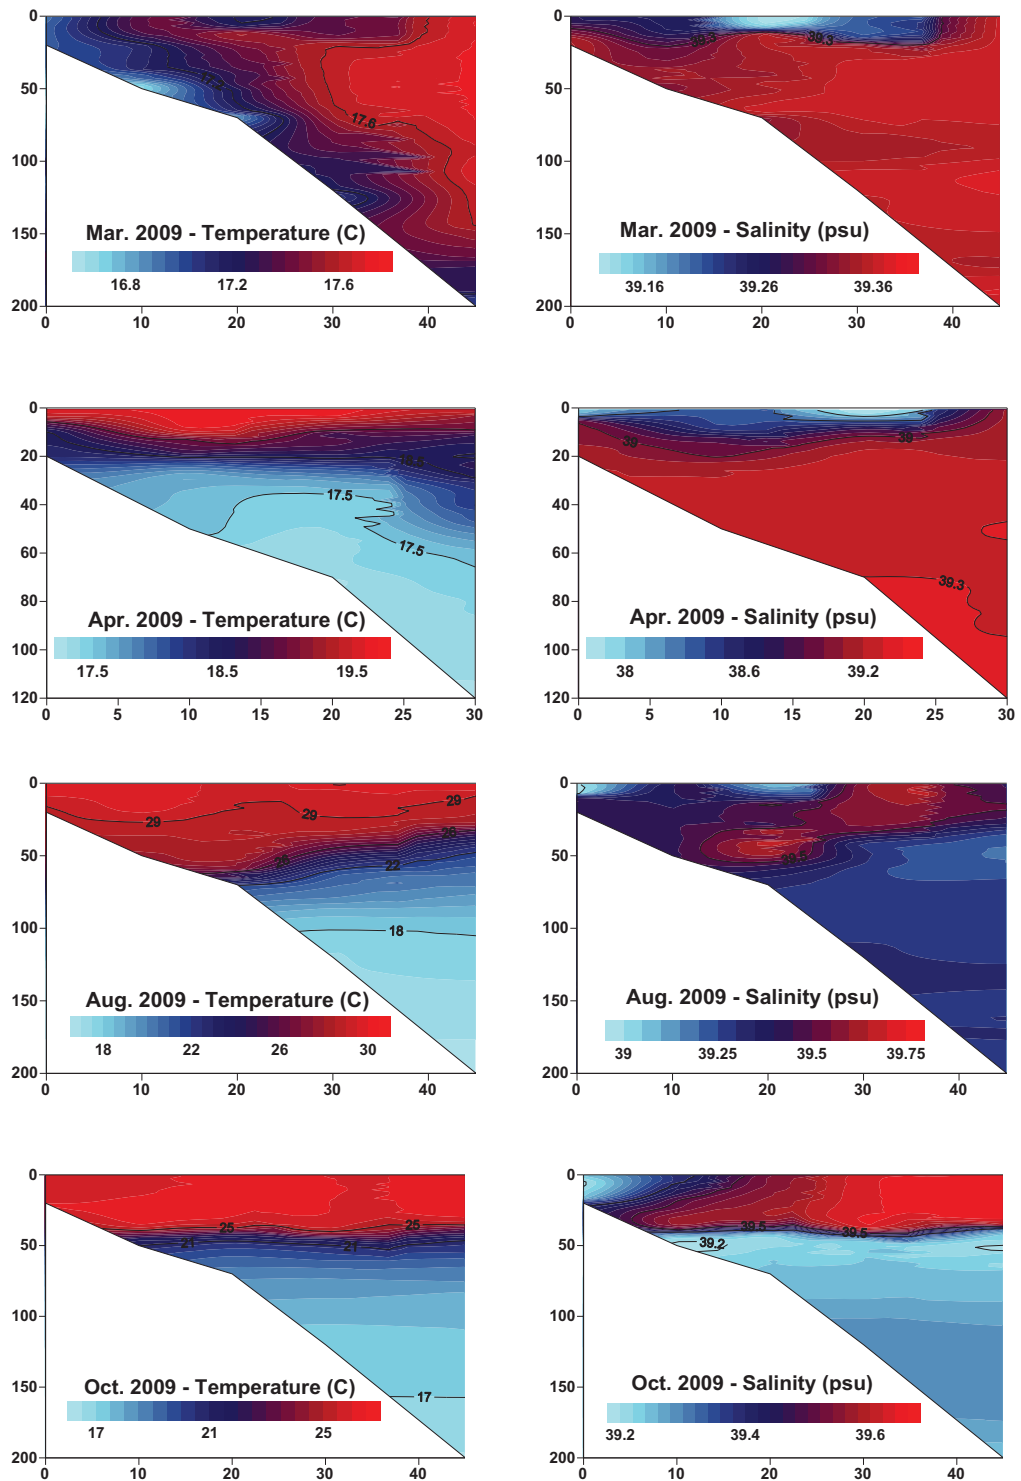 0
50
100
150
200
0 10 20 30 40
17.2
17.6
Mar. 2009 - Temperature (C)
16.8 17.2 17.6
0
50
100
150
200
0 10 20 30 40
39.3 39.3
Mar. 2009 - Salinity (psu)
39.16 39.26 39.36
0
20
40
60
80
100
120
0 5 10 15 20 25 30
18.5
17.5
17.5
Apr. 2009 - Temperature (C)
17.5 18.5 19.5
0
20
40
60
80
100
120
0 5 10 15 20 25 30
39 39
39.3
Apr. 2009 - Salinity (psu)
38 38.6 39.2
0
50
100
150
200
0 10 20 30 40
29 29 29
26 26
22
18
Aug. 2009 - Temperature (C)
18 22 26 30
0
50
100
150
200
0 10 20 30 40
39.5
Aug. 2009 - Salinity (psu)
39 39.25 39.5 39.75
0
50
100
150
200
0 10 20 30 40
25 25
21 21
17
Oct. 2009 - Temperature (C)
17 21 25
0
50
100
150
200
0 10 20 30 40
39.5 39.5
39.2
Oct. 2009 - Salinity (psu)
39.2 39.4 39.6